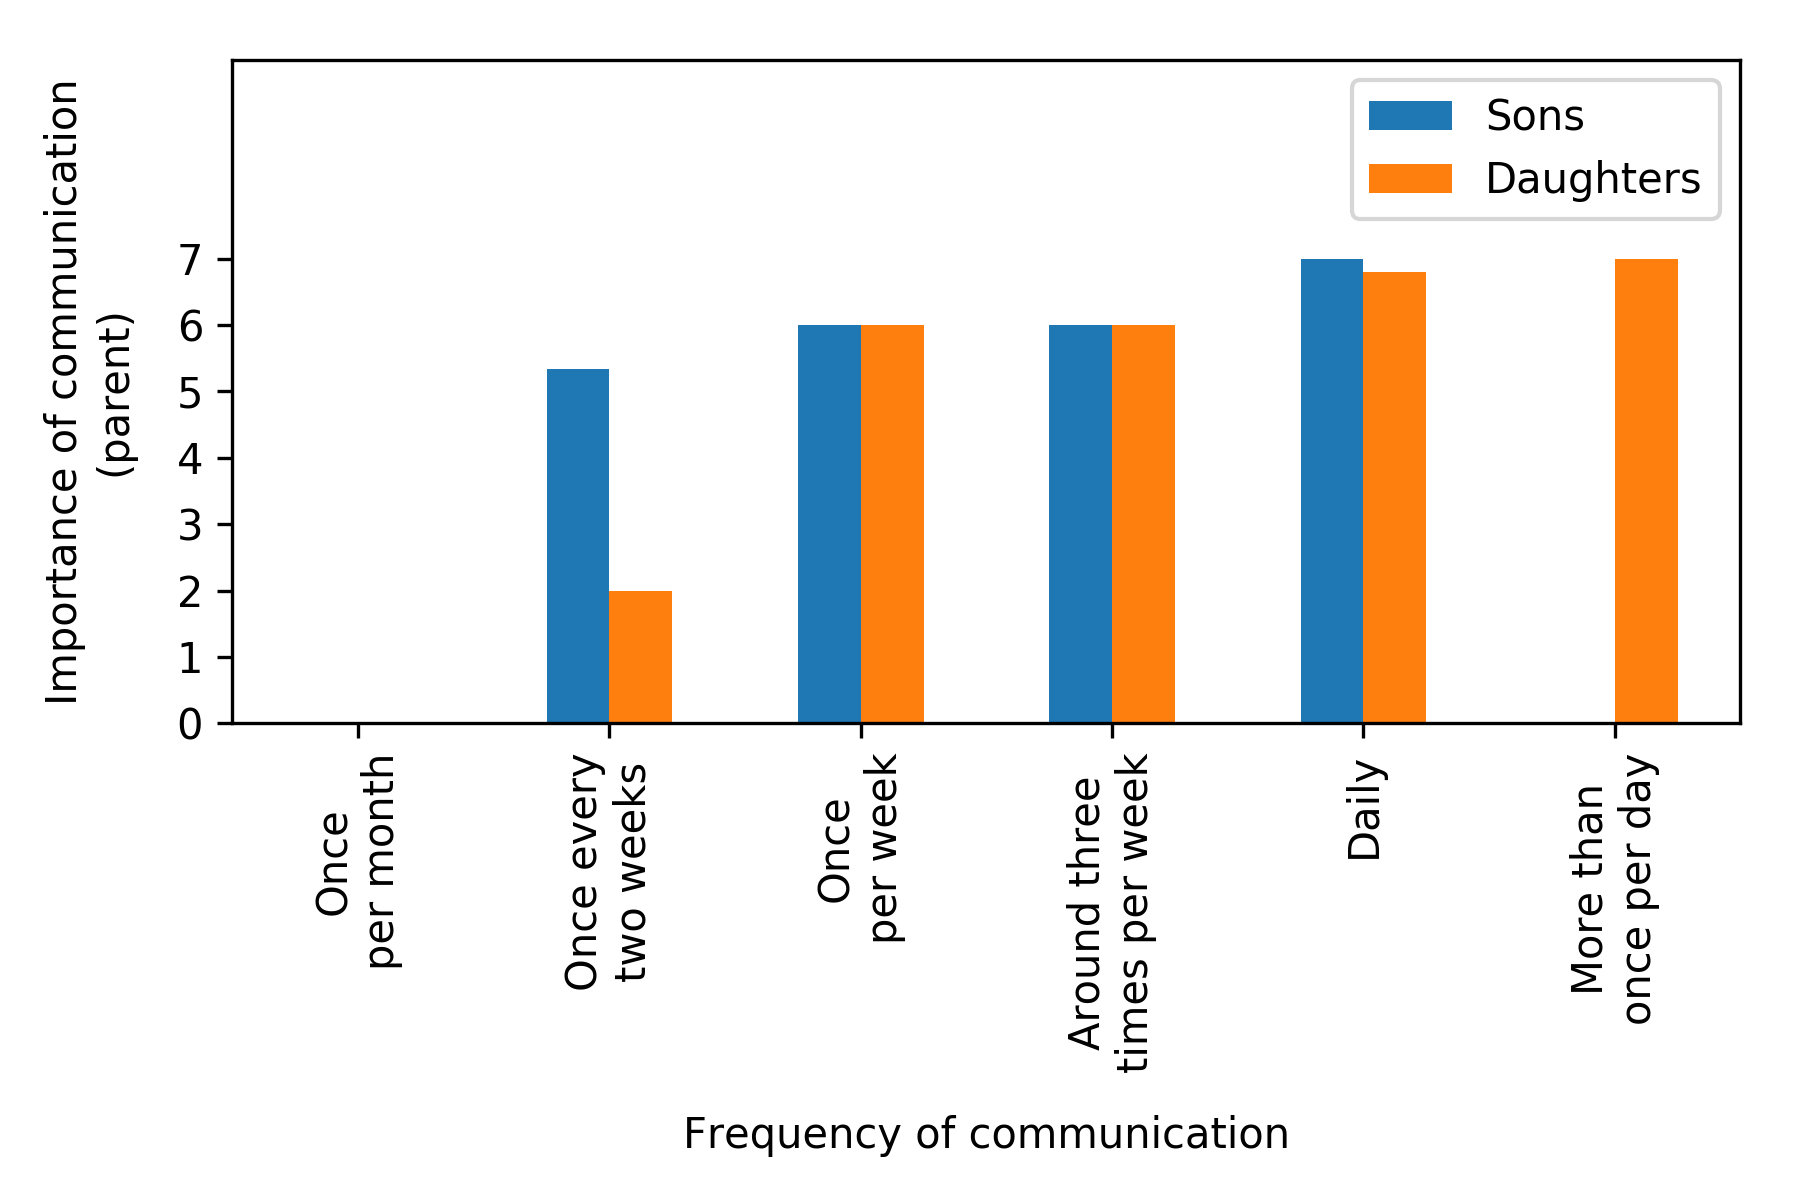 Importance of communication
(parent)
7
6
5
4
3
2
1
0
Sons
Daughters
Once
per month
Once every
two weeks
Once
per week
Around three
times per week
Daily
More than
once per day
Frequency of communication